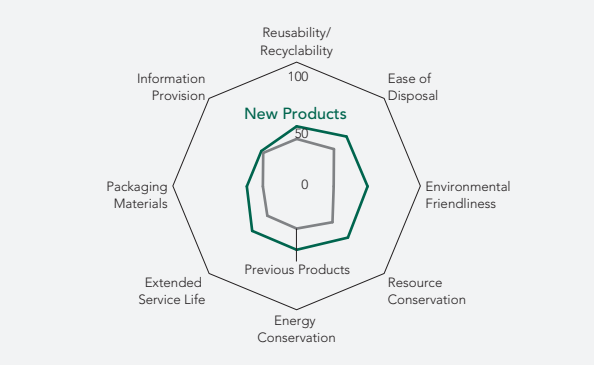 Reusability/
Recyclability
100
Information
Provision
Ease of
Disposal
New Products
50
0
Packaging
Materials
Environmental
Friendliness
Previous Products
Extended
Service Life
Resource
Conservation
Energy
Conservation